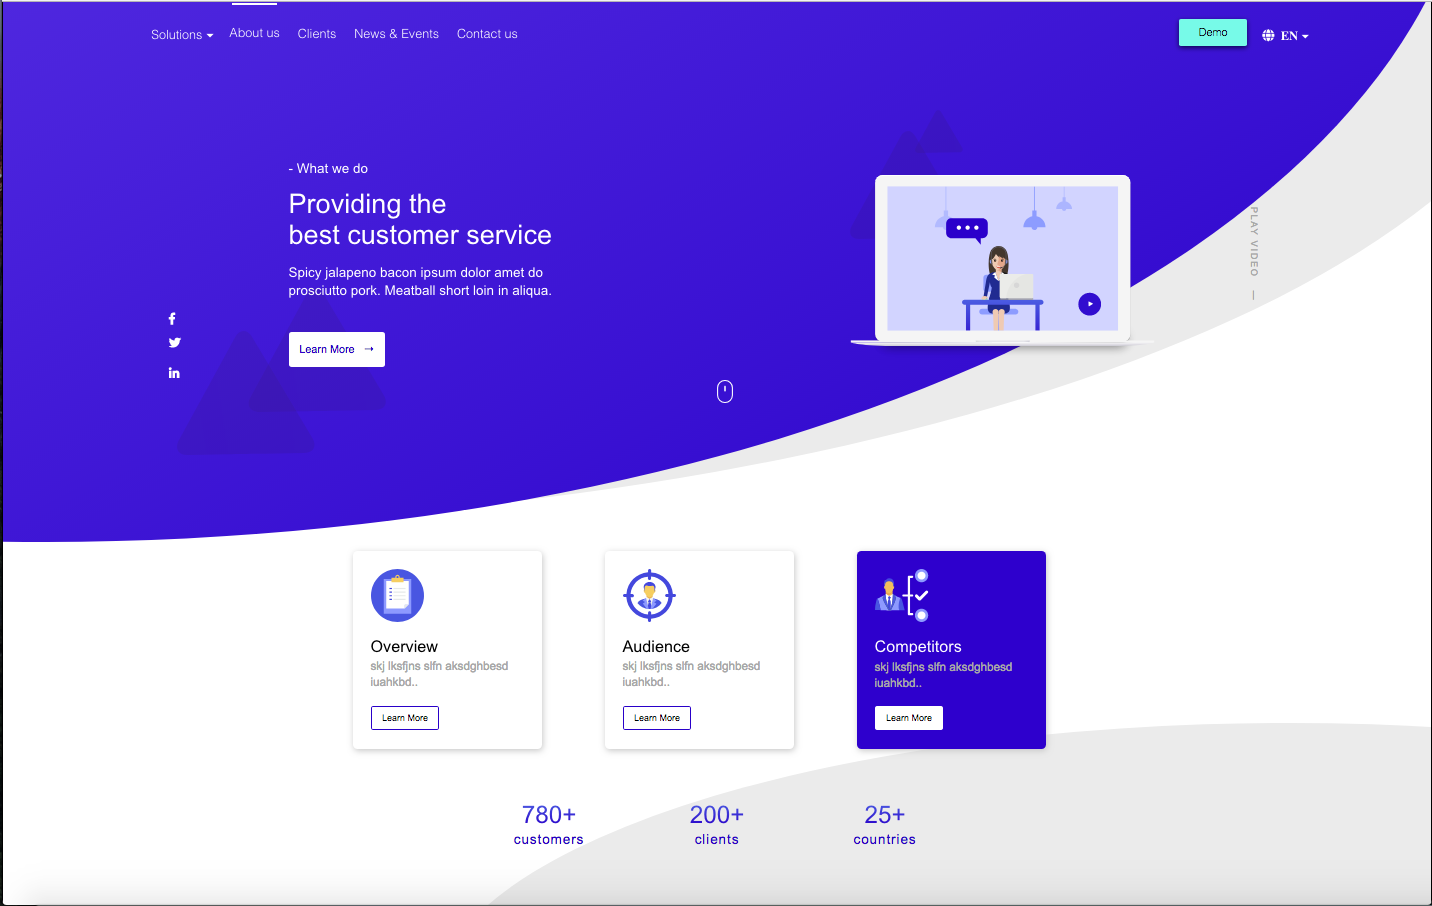 Solutions
About us
Clients
News & Events
Contact us
Demo
EN
- What we do
Providing the
best customer service
Spicy jalapeno bacon ipsum dolor amet do
prosciutto pork. Meatball short loin in aliqua.
Learn More
PLAY VIDEO
Overview
skj lksfjns slfn aksdghbesd
iuahkbd..
Learn More
Audience
skj lksfjns slfn aksdghbesd
iuahkbd..
Learn More
Competitors
skj lksfjns slfn aksdghbesd
iuahkbd..
Learn More
780+
customers
200+
clients
25+
countries